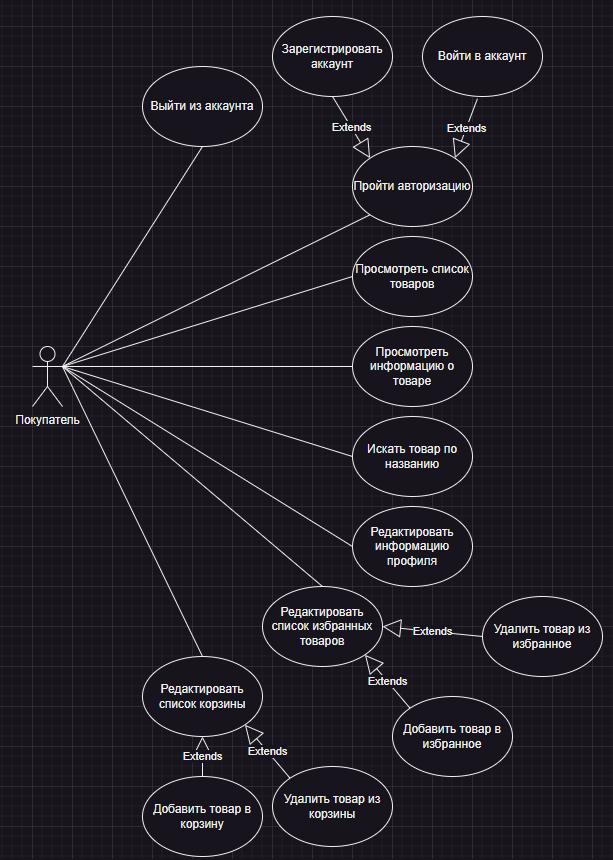 Зарегистрировать
аккаунт
Войти в аккаунт
Выйти из аккаунта
Extends
Extends
Пройти авторизацию
Просмотреть список
товаров
Просмотреть
информацию о
товаре
Покупатель
Искать товар по
названию
Редактировать
информацию
профиля
Редактировать
список избранных
товаров
Extends
Удалить товар из
избранное
Extends
Редактировать
список корзины
Добавить товар в
избранное
Extends
Extends
Добавить товар в
корзину
Удалить товар из
корзины